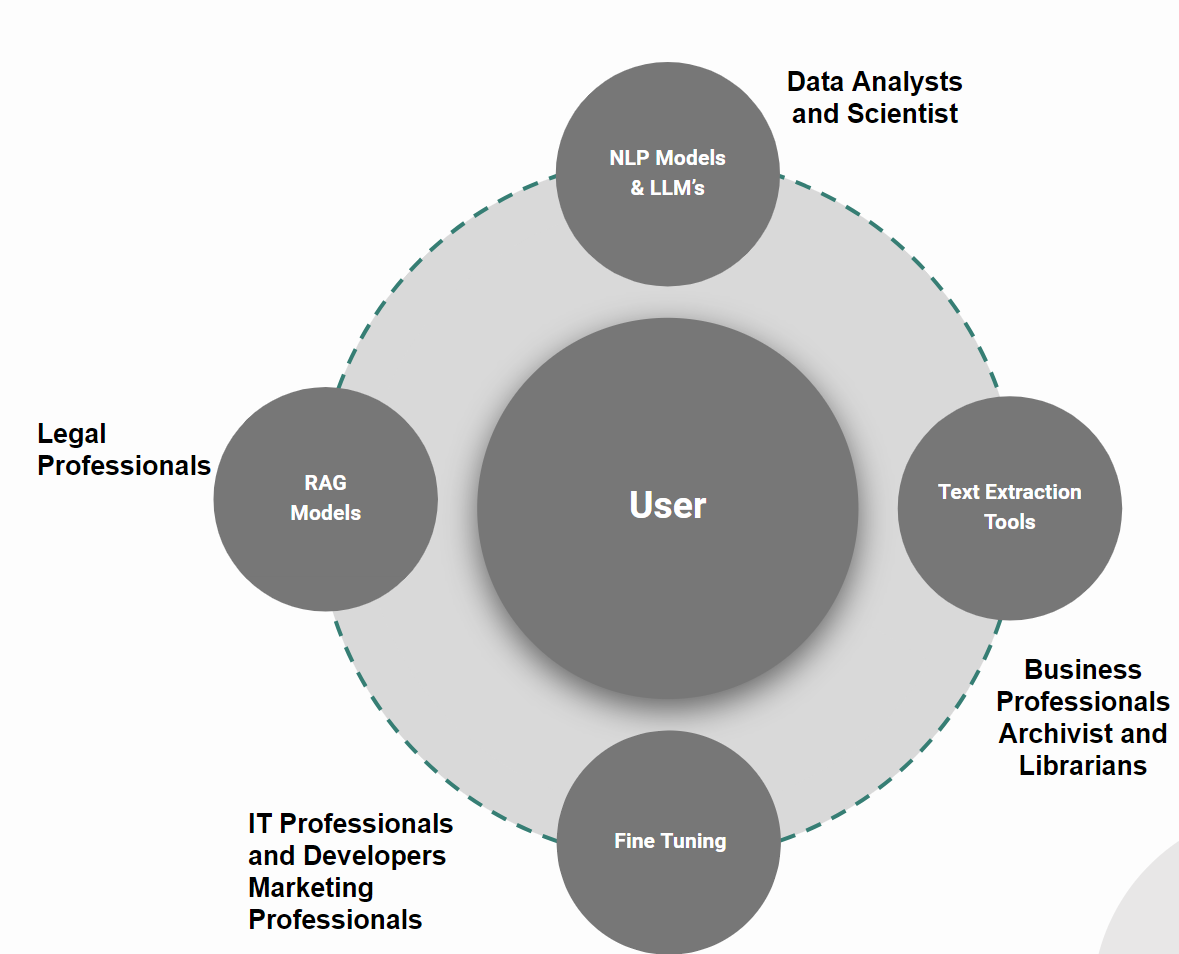 Data Analysts
and Scientist
NLP Models
& LLM’s
Legal
Professionals
RAG
Models
User
Text Extraction
Tools
Business
Professionals
Archivist and
Librarians
IT Professionals
and Developers
Marketing
Professionals
Fine Tuning